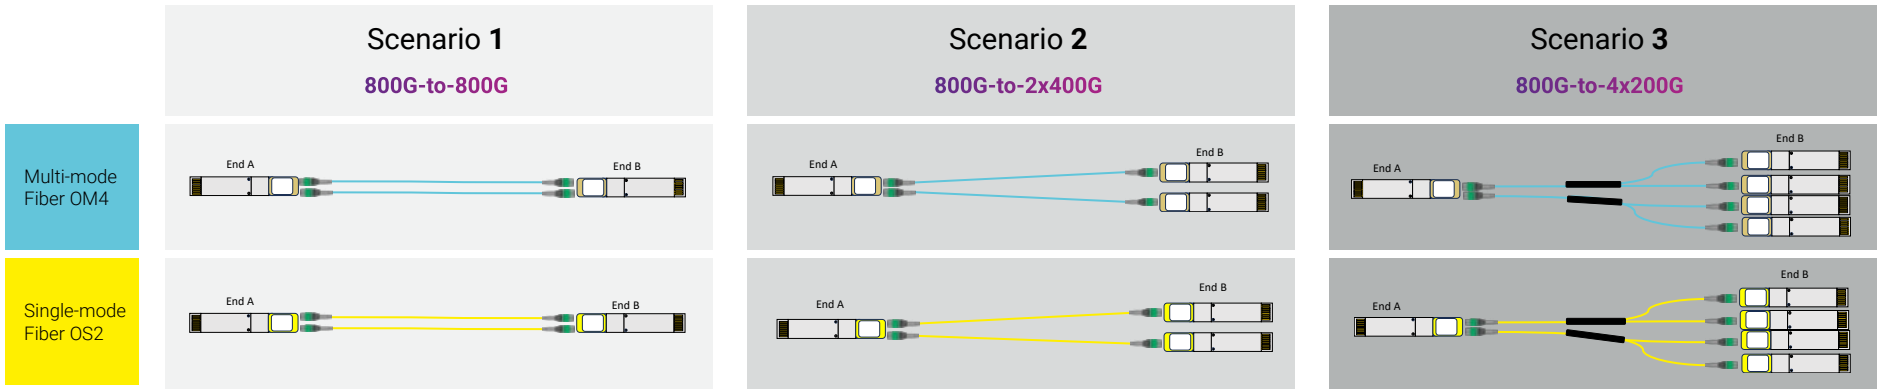 Scenario 1
800G-to-800G
Scenario 2
800G-to-2x400G
Scenario 3
800G-to-4x200G
Multi-mode
Fiber OM4
End A
End B
End A
End B
End A
End B
Single-mode
Fiber OS2
End A
End B
End A
End B
End A
End B